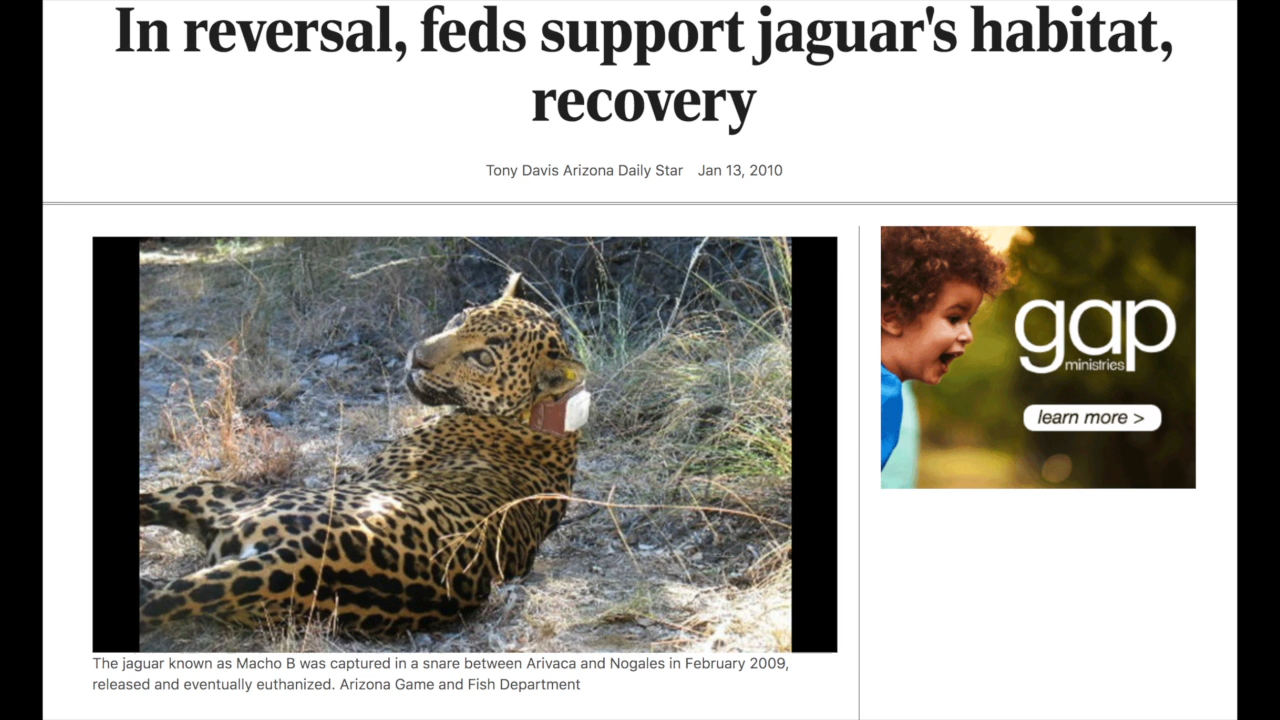 In reversal, feds support jaguar's habitat,
recovery
Tony Davis Arizona Daily Star Jan 13, 2010
gap
ministries
learn more >
The jaguar known as Macho B was captured in a snare between Arivaca and Nogales in February 2009,
released and eventually euthanized. Arizona Game and Fish Department